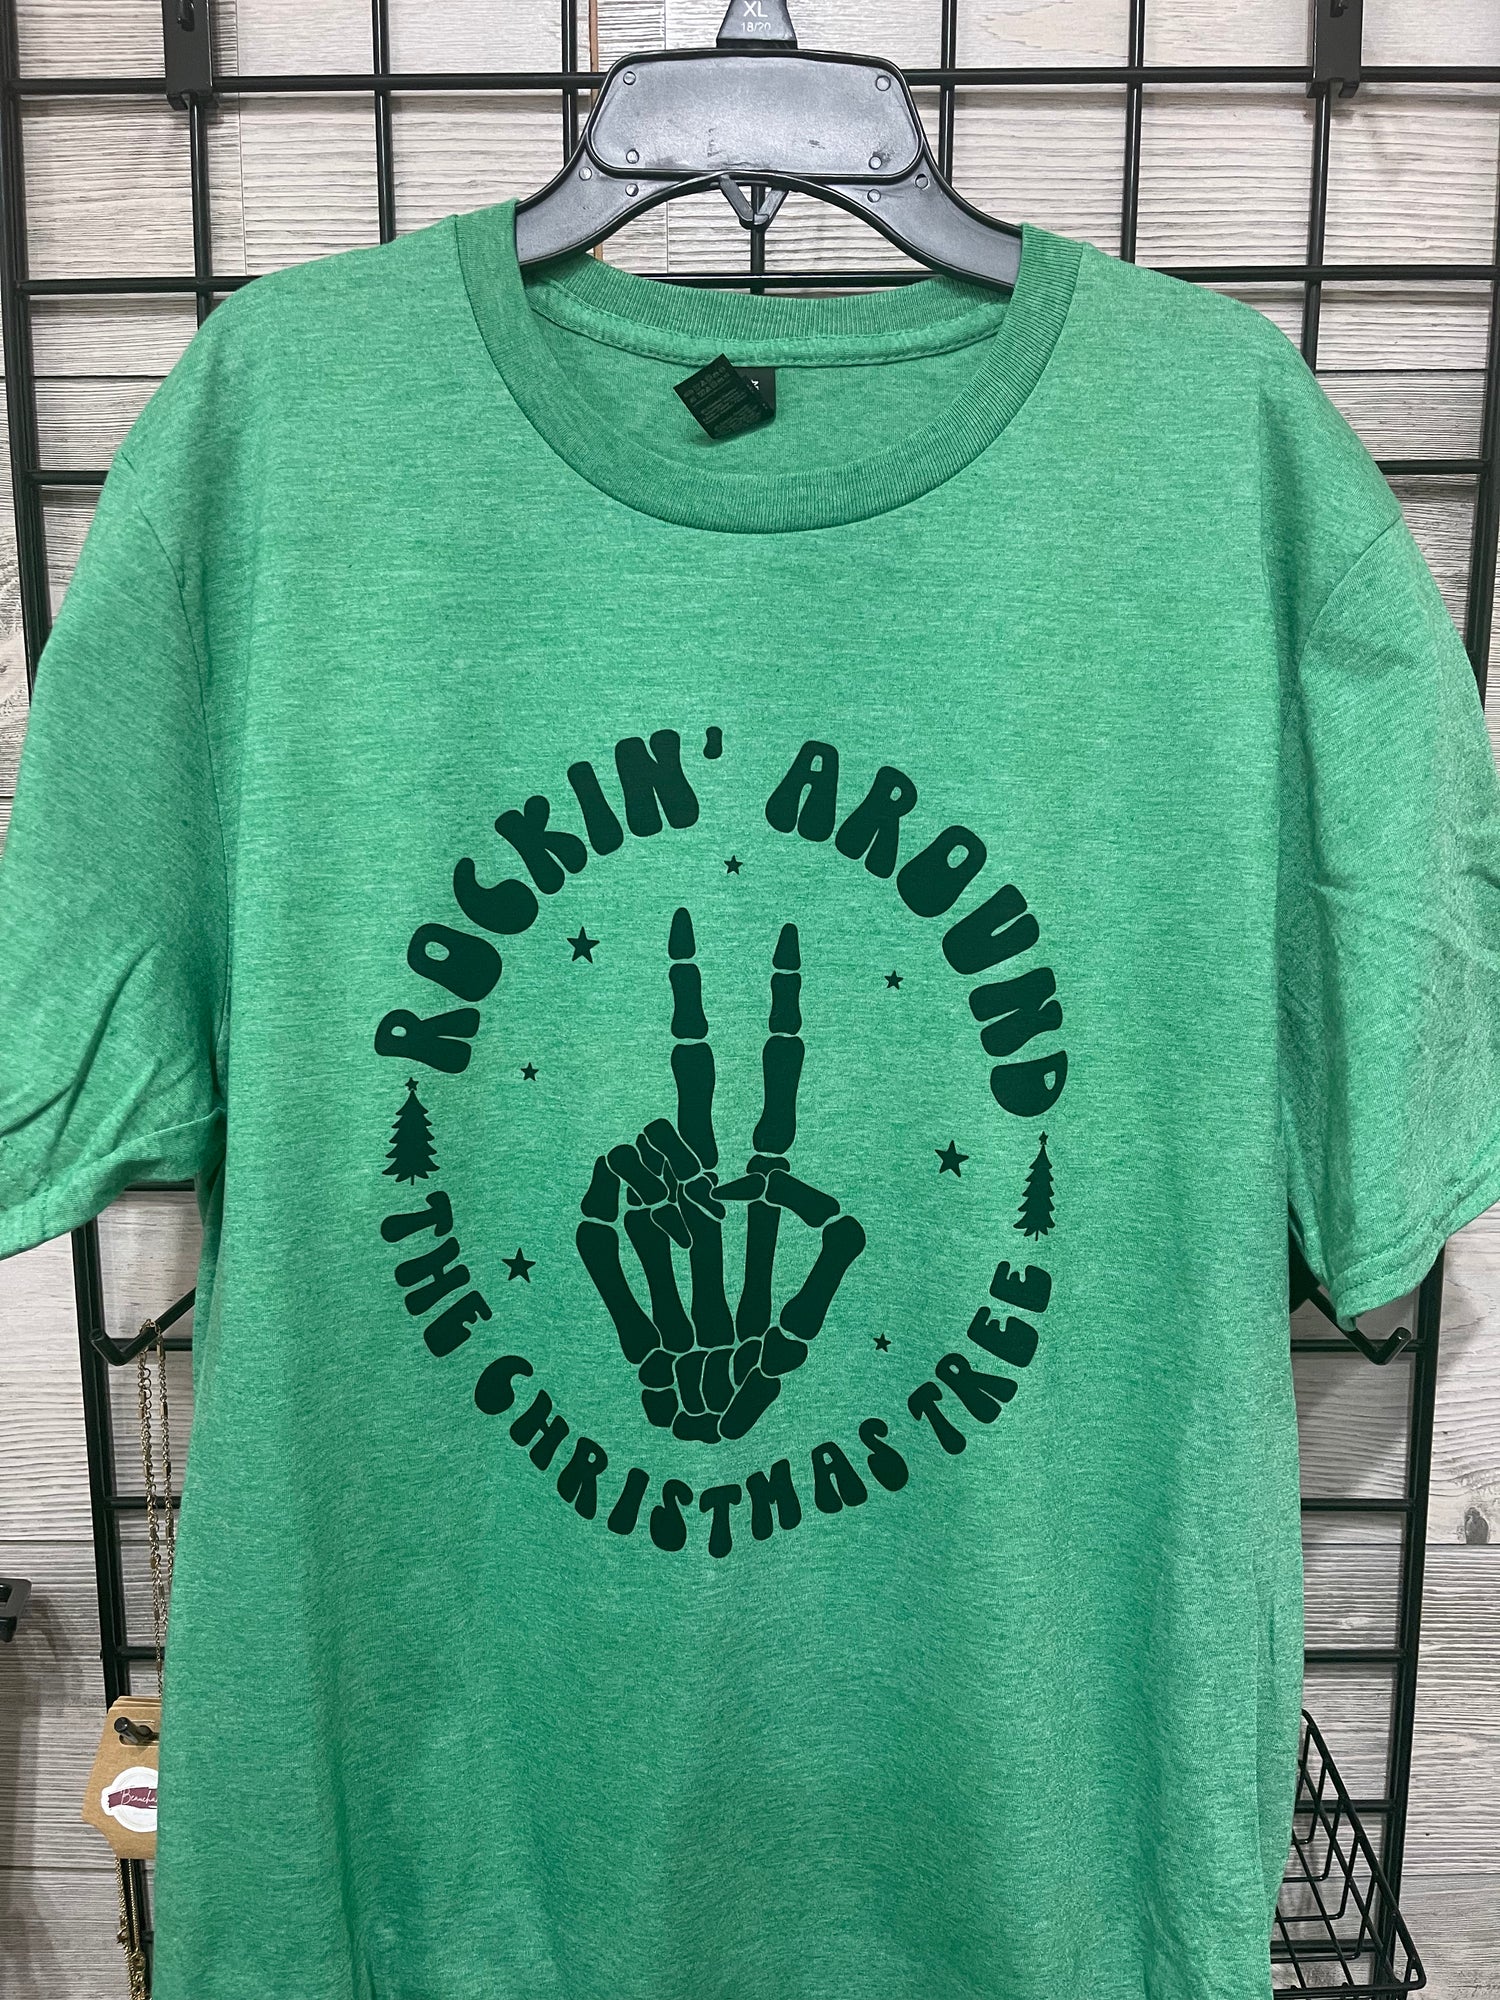 XL
18/20
ROCKIN' AROUND
THE CHRISTMAS TREE